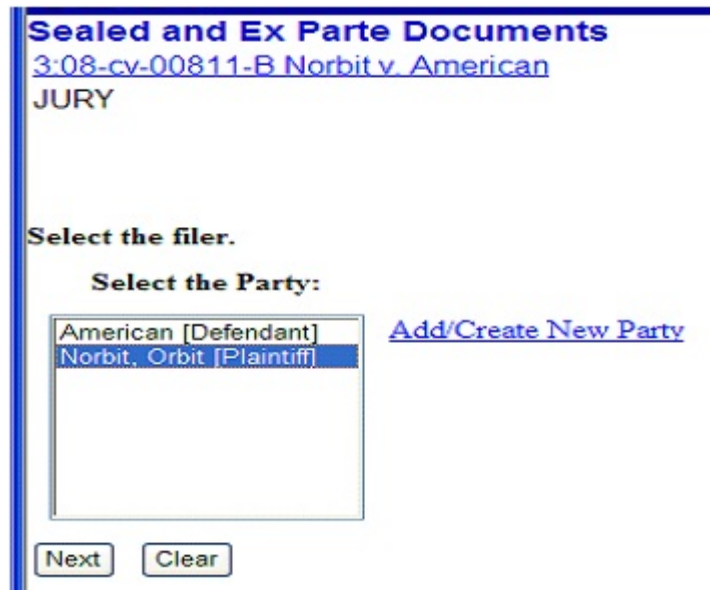 Sealed and Ex Parte Documents
3:08-cv-00811-B Norbit v. American
JURY
Select the filer.
Select the Party:
American [Defendant] Add/Create New Party
Norbit, Orbit [Plaintiff]
Next Clear